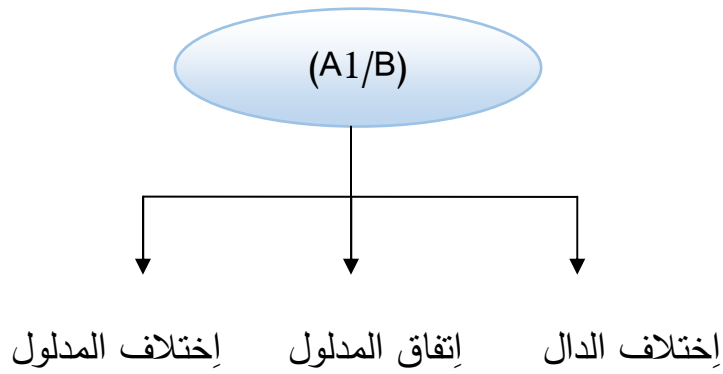 (A1/B)
اِختلاف الدال اِتفاق المدلول اِختلاف المدلول